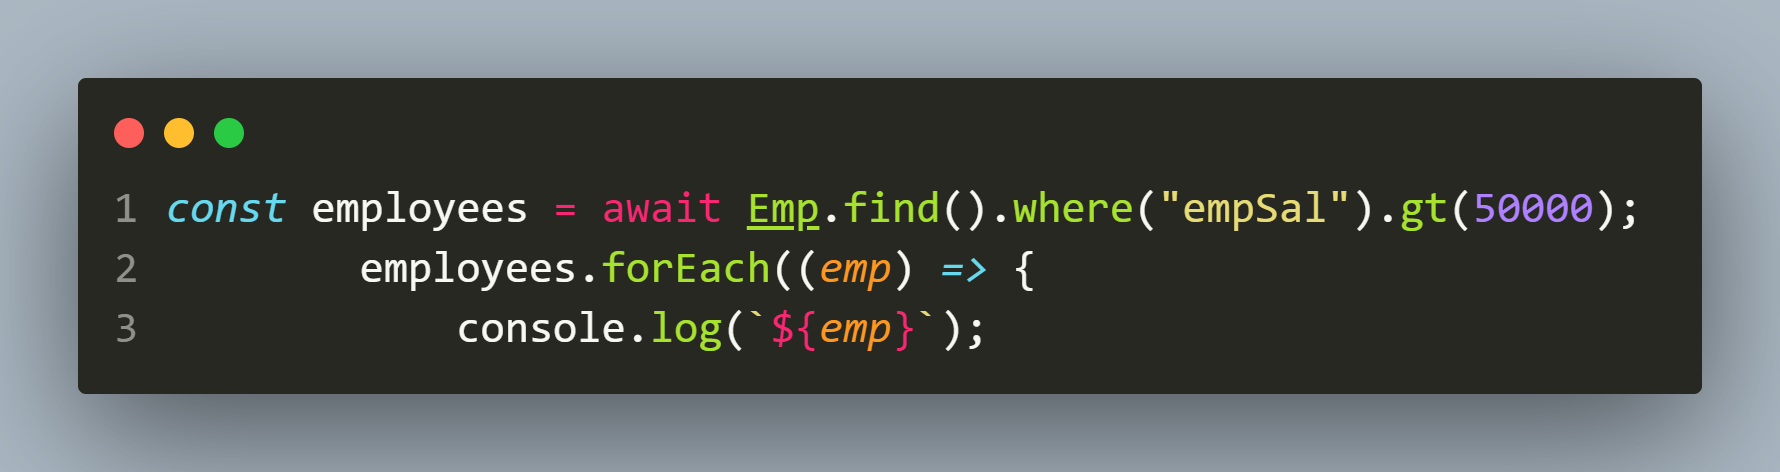 1 const employees = await Emp.find().where("empSal").gt(50000);
2         employees.forEach((emp) => {
3             console.log(`${emp}`);